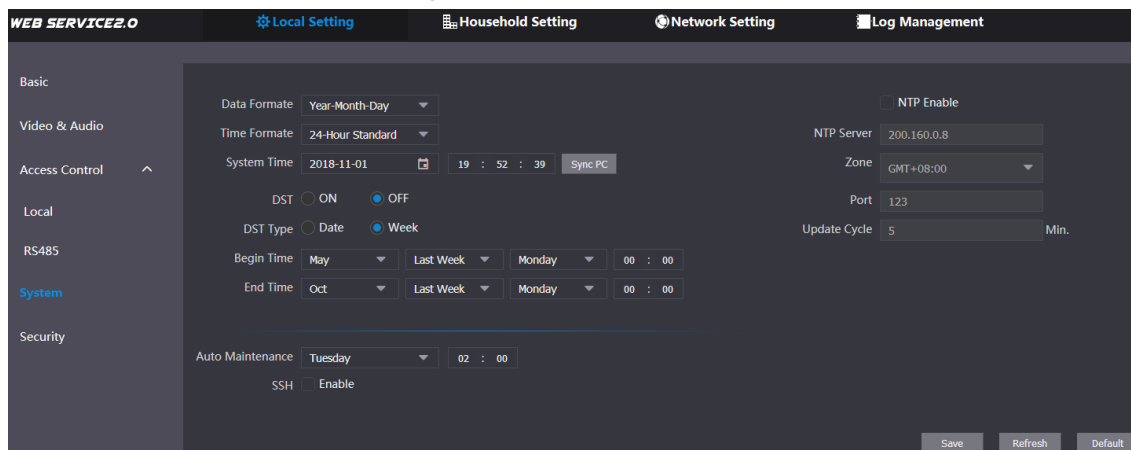 WEB SERVICE2.0 Local Setting Household Setting Network Setting Log Management
Basic
Video & Audio
Access Control
Local
RS485
System
Security
Data Formate Year-Month-Day
Time Formate 24-Hour Standard
System Time 2018-11-01 19 : 52 : 39 Sync PC
DST ON OFF
DST Type Date Week
Begin Time May Last Week Monday 00 : 00
End Time Oct Last Week Monday 00 : 00
Auto Maintenance Tuesday 02 : 00
SSH Enable
NTP Enable
NTP Server 200.160.0.8
Zone GMT+08:00
Port 123
Update Cycle 5 Min.
Save Refresh Default